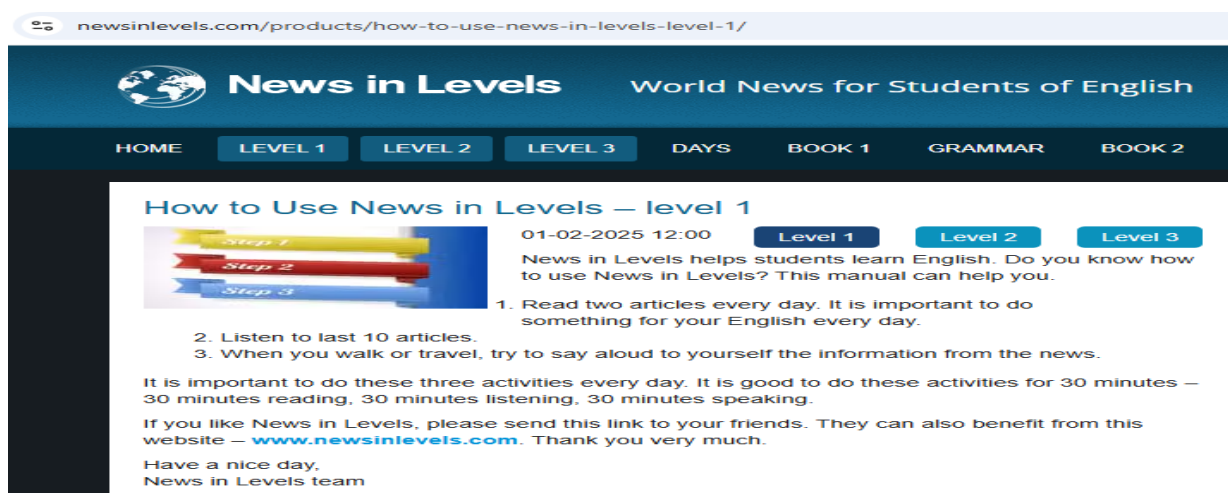 newsinlevels.com/products/how-to-use-news-in-levels-level-1/
News in Levels World News for Students of English
HOME LEVEL 1 LEVEL 2 LEVEL 3 DAYS BOOK 1 GRAMMAR BOOK 2
How to Use News in Levels – level 1
Step 1
Step 2
Step 3
01-02-2025 12:00 Level 1 Level 2 Level 3
News in Levels helps students learn English. Do you know how
to use News in Levels? This manual can help you.
1. Read two articles every day. It is important to do
something for your English every day.
2. Listen to last 10 articles.
3. When you walk or travel, try to say aloud to yourself the information from the news.
It is important to do these three activities every day. It is good to do these activities for 30 minutes –
30 minutes reading, 30 minutes listening, 30 minutes speaking.
If you like News in Levels, please send this link to your friends. They can also benefit from this
website – www.newsinlevels.com. Thank you very much.
Have a nice day,
News in Levels team